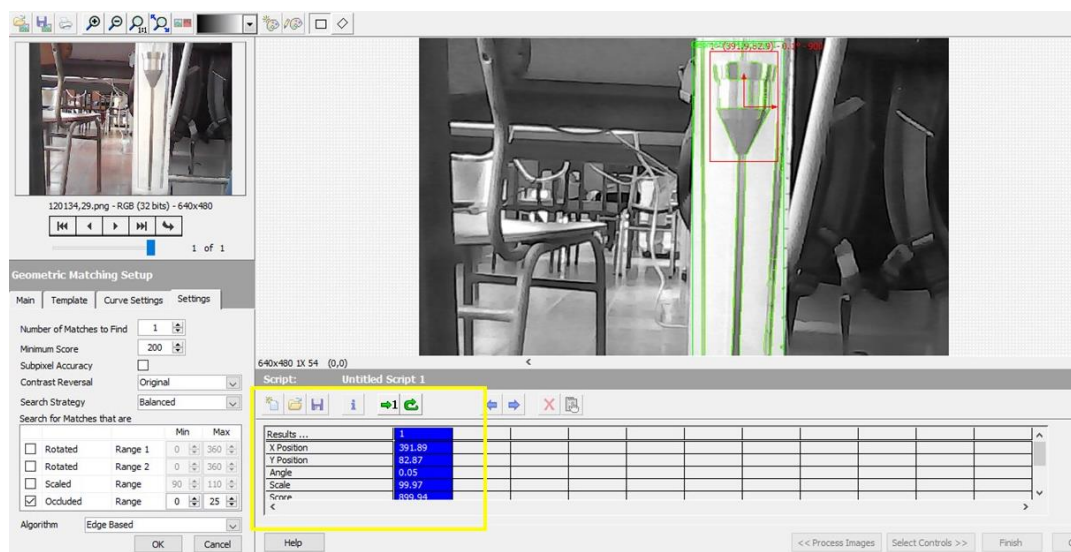 1:1
120134,29.png - RGB (32 bits) - 640x480
1 of 1
Geometric Matching Setup
Main Template Curve Settings Settings
Number of Matches to Find 1
Minimum Score 200
Subpixel Accuracy
Contrast Reversal Original
Search Strategy Balanced
Search for Matches that are
Min Max
Rotated Range 1 0 360
Rotated Range 2 0 360
Scaled Range 90 110
Occluded Range 0 25
Algorithm Edge Based
OK Cancel
640x480 1X 54 (0,0)
Script: Untitled Script 1
1
Results ... 1
X Position 391.89
Y Position 82.87
Angle 0.05
Scale 99.97
Score 899.94
Help << Process Images Select Controls >> Finish